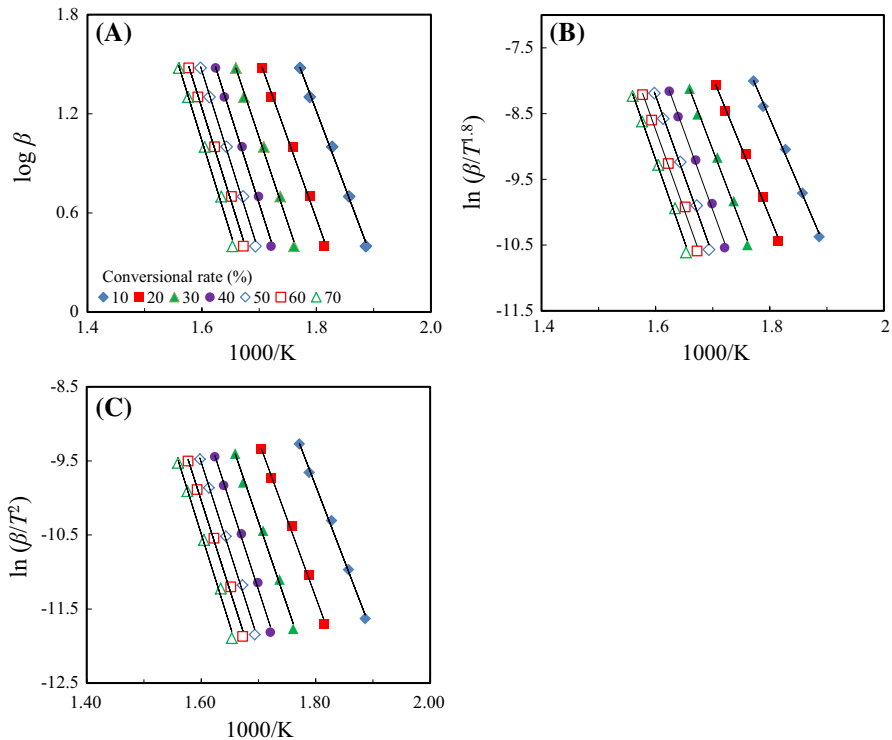 (A)
1.8
1.2
0.6
0
log β
Conversional rate (%)
10 20 30 40 50 60 70
1.4 1.6 1.8 2.0
1000/K
(B)
-7.5
-8.5
-9.5
-10.5
-11.5
ln (β/T^1.8)
1.4 1.6 1.8 2
1000/K
(C)
-8.5
-9.5
-10.5
-11.5
-12.5
ln (β/T^2)
1.40 1.60 1.80 2.00
1000/K